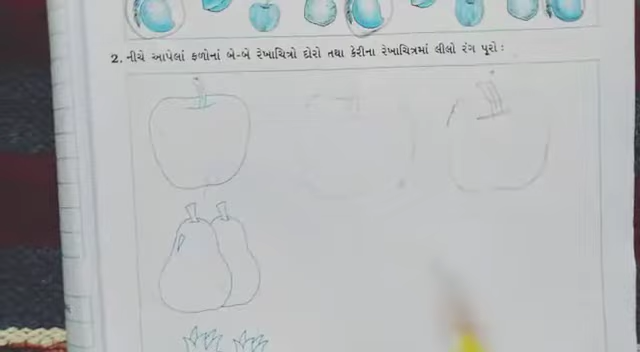 2. નીચે આપેલાં ફળોનાં બે-બે રેખાચિત્રો દોરો તથા કેરીના રેખાચિત્રમાં લીલો રંગ પૂરો :